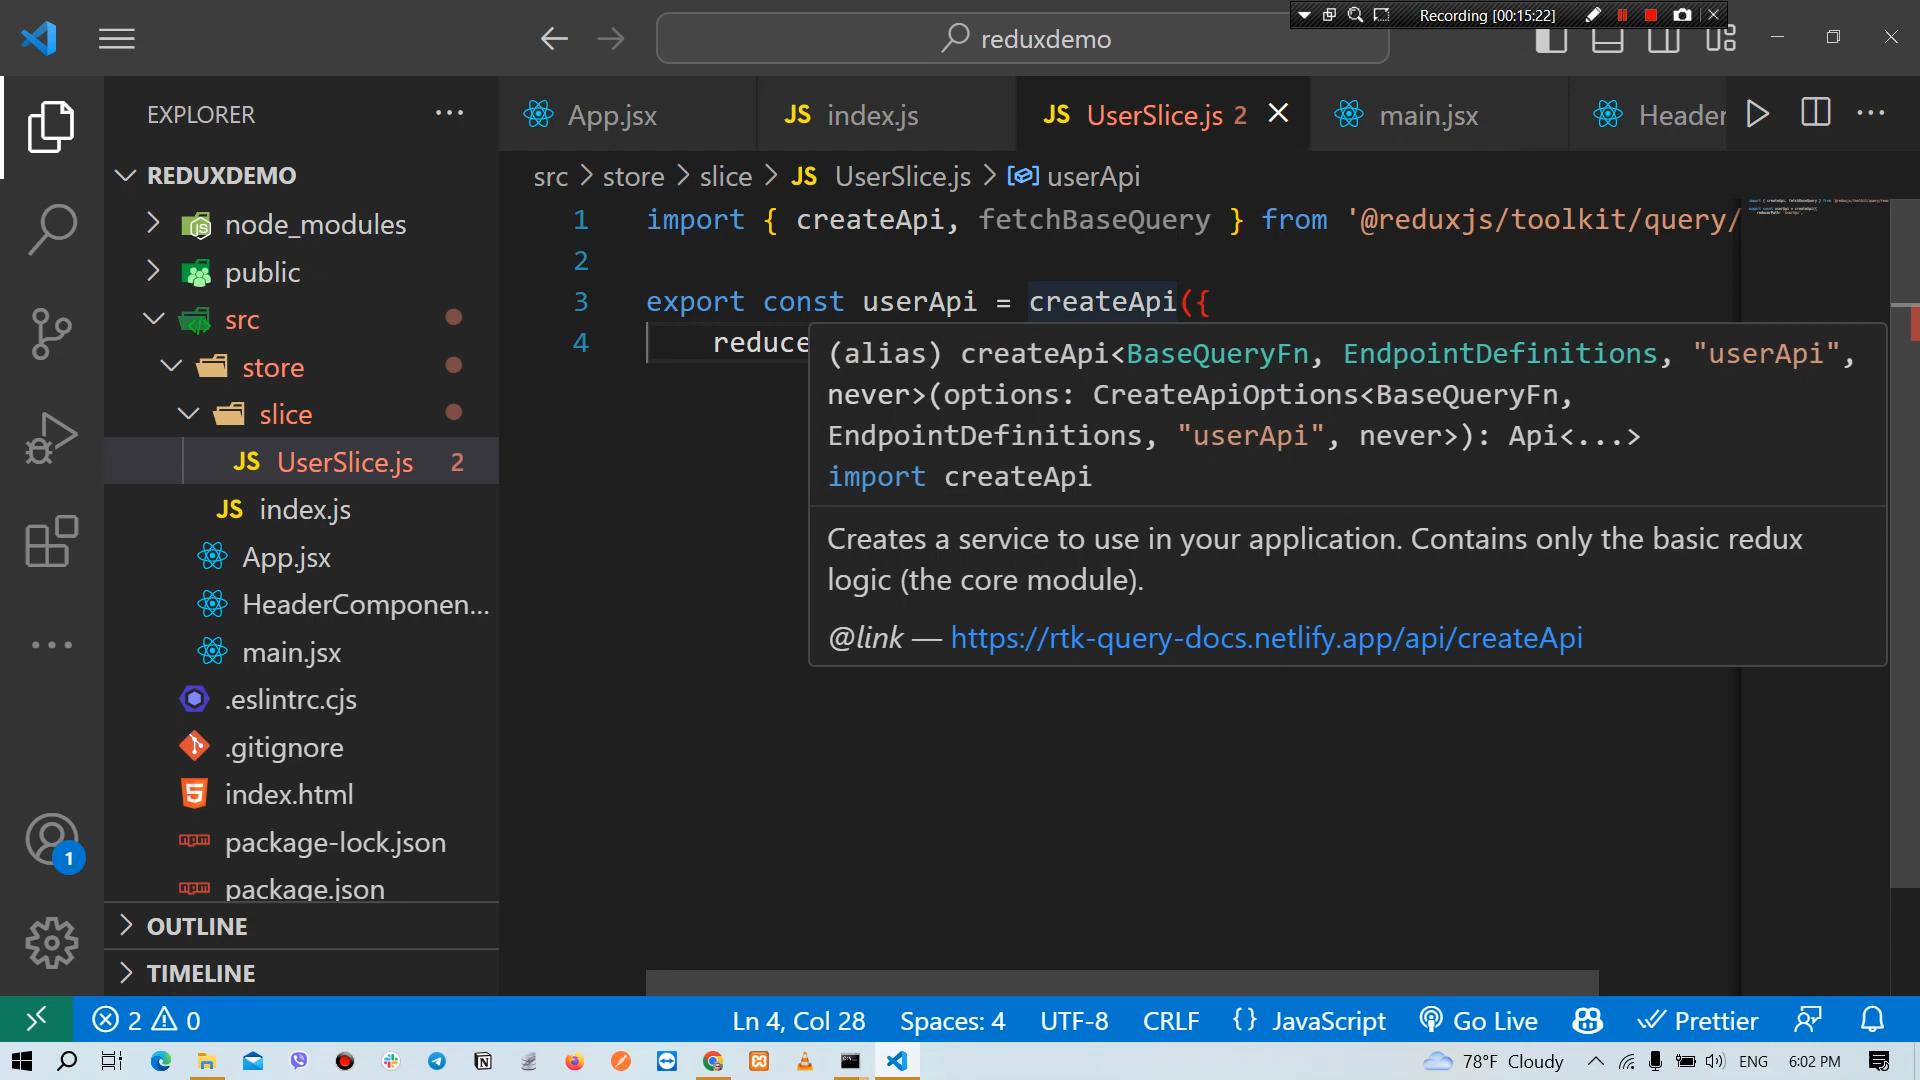 reduxdemo
Recording [00:15:22]
EXPLORER
REDUXDEMO
node_modules
public
src
store
slice
JS UserSlice.js 2
JS index.js
App.jsx
HeaderComponen...
main.jsx
.eslintrc.cjs
.gitignore
index.html
package-lock.json
package.json
OUTLINE
TIMELINE
1
App.jsx
JS index.js
JS UserSlice.js 2
main.jsx
Header
src > store > slice > JS UserSlice.js > userApi
1 import { createApi, fetchBaseQuery } from '@reduxjs/toolkit/query/
2
3 export const userApi = createApi({
4 reduce
(alias) createApi<BaseQueryFn, EndpointDefinitions, "userApi",
never>(options: CreateApiOptions<BaseQueryFn,
EndpointDefinitions, "userApi", never>): Api<...>
import createApi
Creates a service to use in your application. Contains only the basic redux
logic (the core module).
@link — https://rtk-query-docs.netlify.app/api/createApi
2 0
Ln 4, Col 28 Spaces: 4 UTF-8 CRLF {} JavaScript Go Live Prettier
78°F Cloudy ENG 6:02 PM